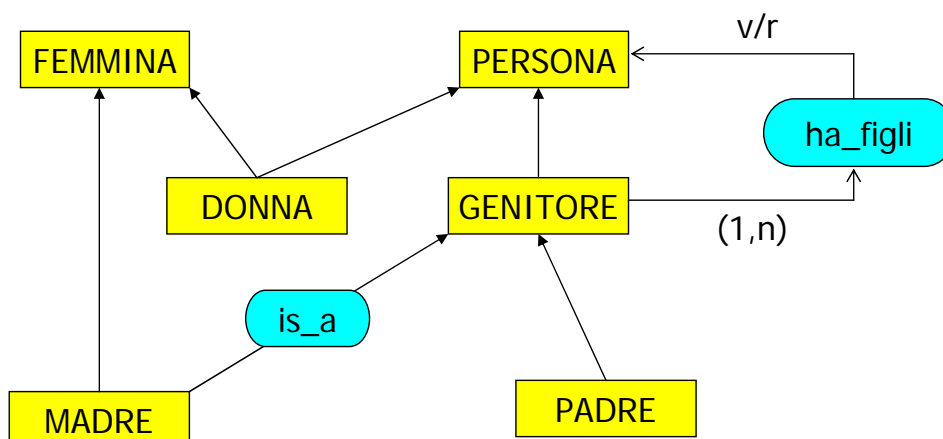 v/r
FEMMINA
PERSONA
ha_figli
DONNA
GENITORE
(1,n)
is_a
MADRE
PADRE